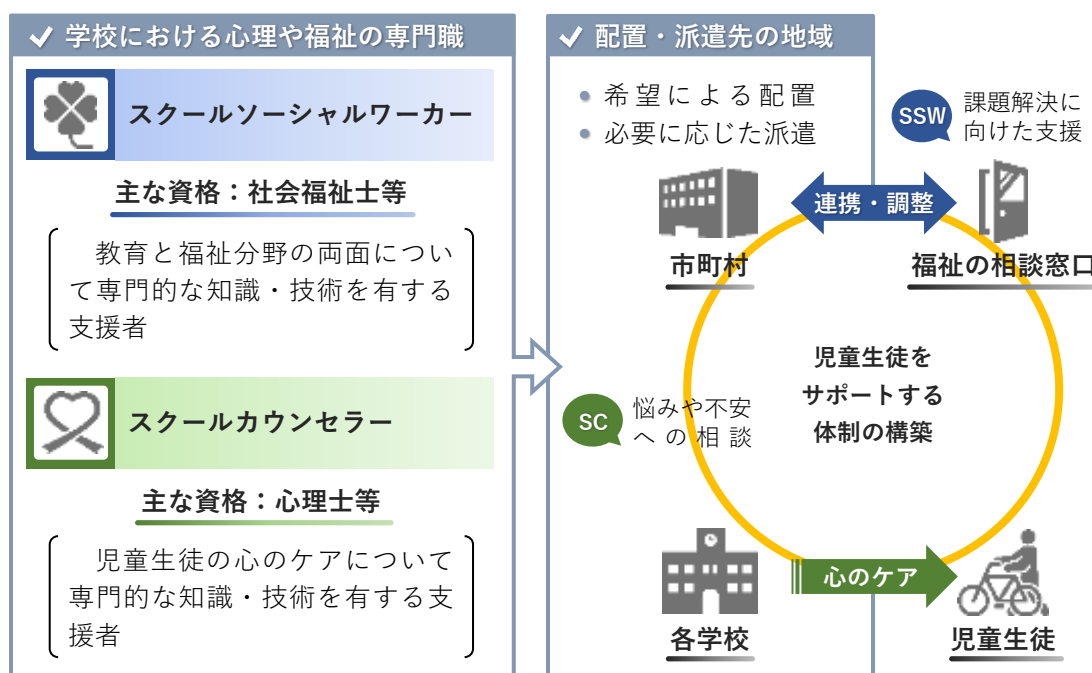 学校における心理や福祉の専門職
スクールソーシャルワーカー
主な資格：社会福祉士等
教育と福祉分野の両面につい
て専門的な知識・技術を有する
支援者
スクールカウンセラー
主な資格：心理士等
児童生徒の心のケアについて
専門的な知識・技術を有する支
援者
配置・派遣先の地域
希望による配置
必要に応じた派遣
SSW
課題解決に
向けた支援
連携・調整
市町村
福祉の相談窓口
児童生徒を
サポートする
体制の構築
SC
悩みや不安
への相談
心のケア
各学校
児童生徒